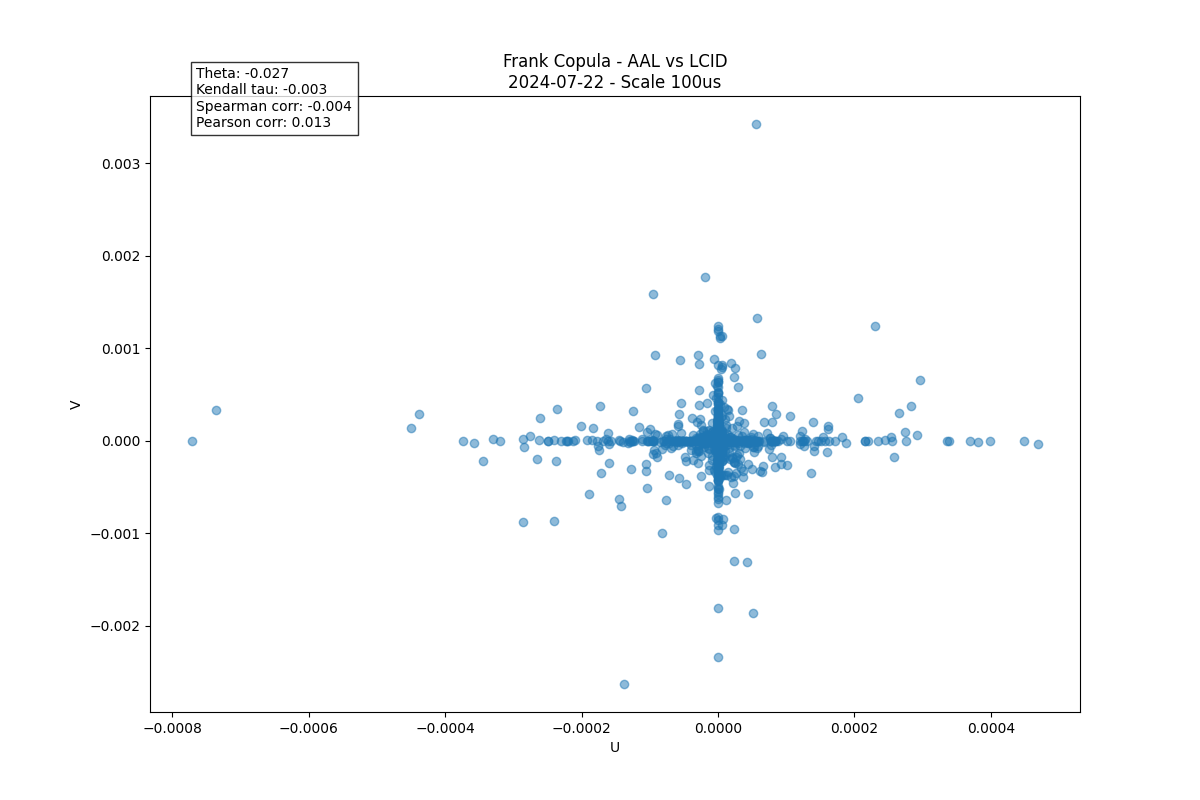 Frank Copula - AAL vs LCID
2024-07-22 - Scale 100us
Theta: -0.027
Kendall tau: -0.003
Spearman corr: -0.004
Pearson corr: 0.013
0.003
0.002
0.001
0.000
−0.001
−0.002
V
−0.0008 −0.0006 −0.0004 −0.0002 0.0000 0.0002 0.0004
U